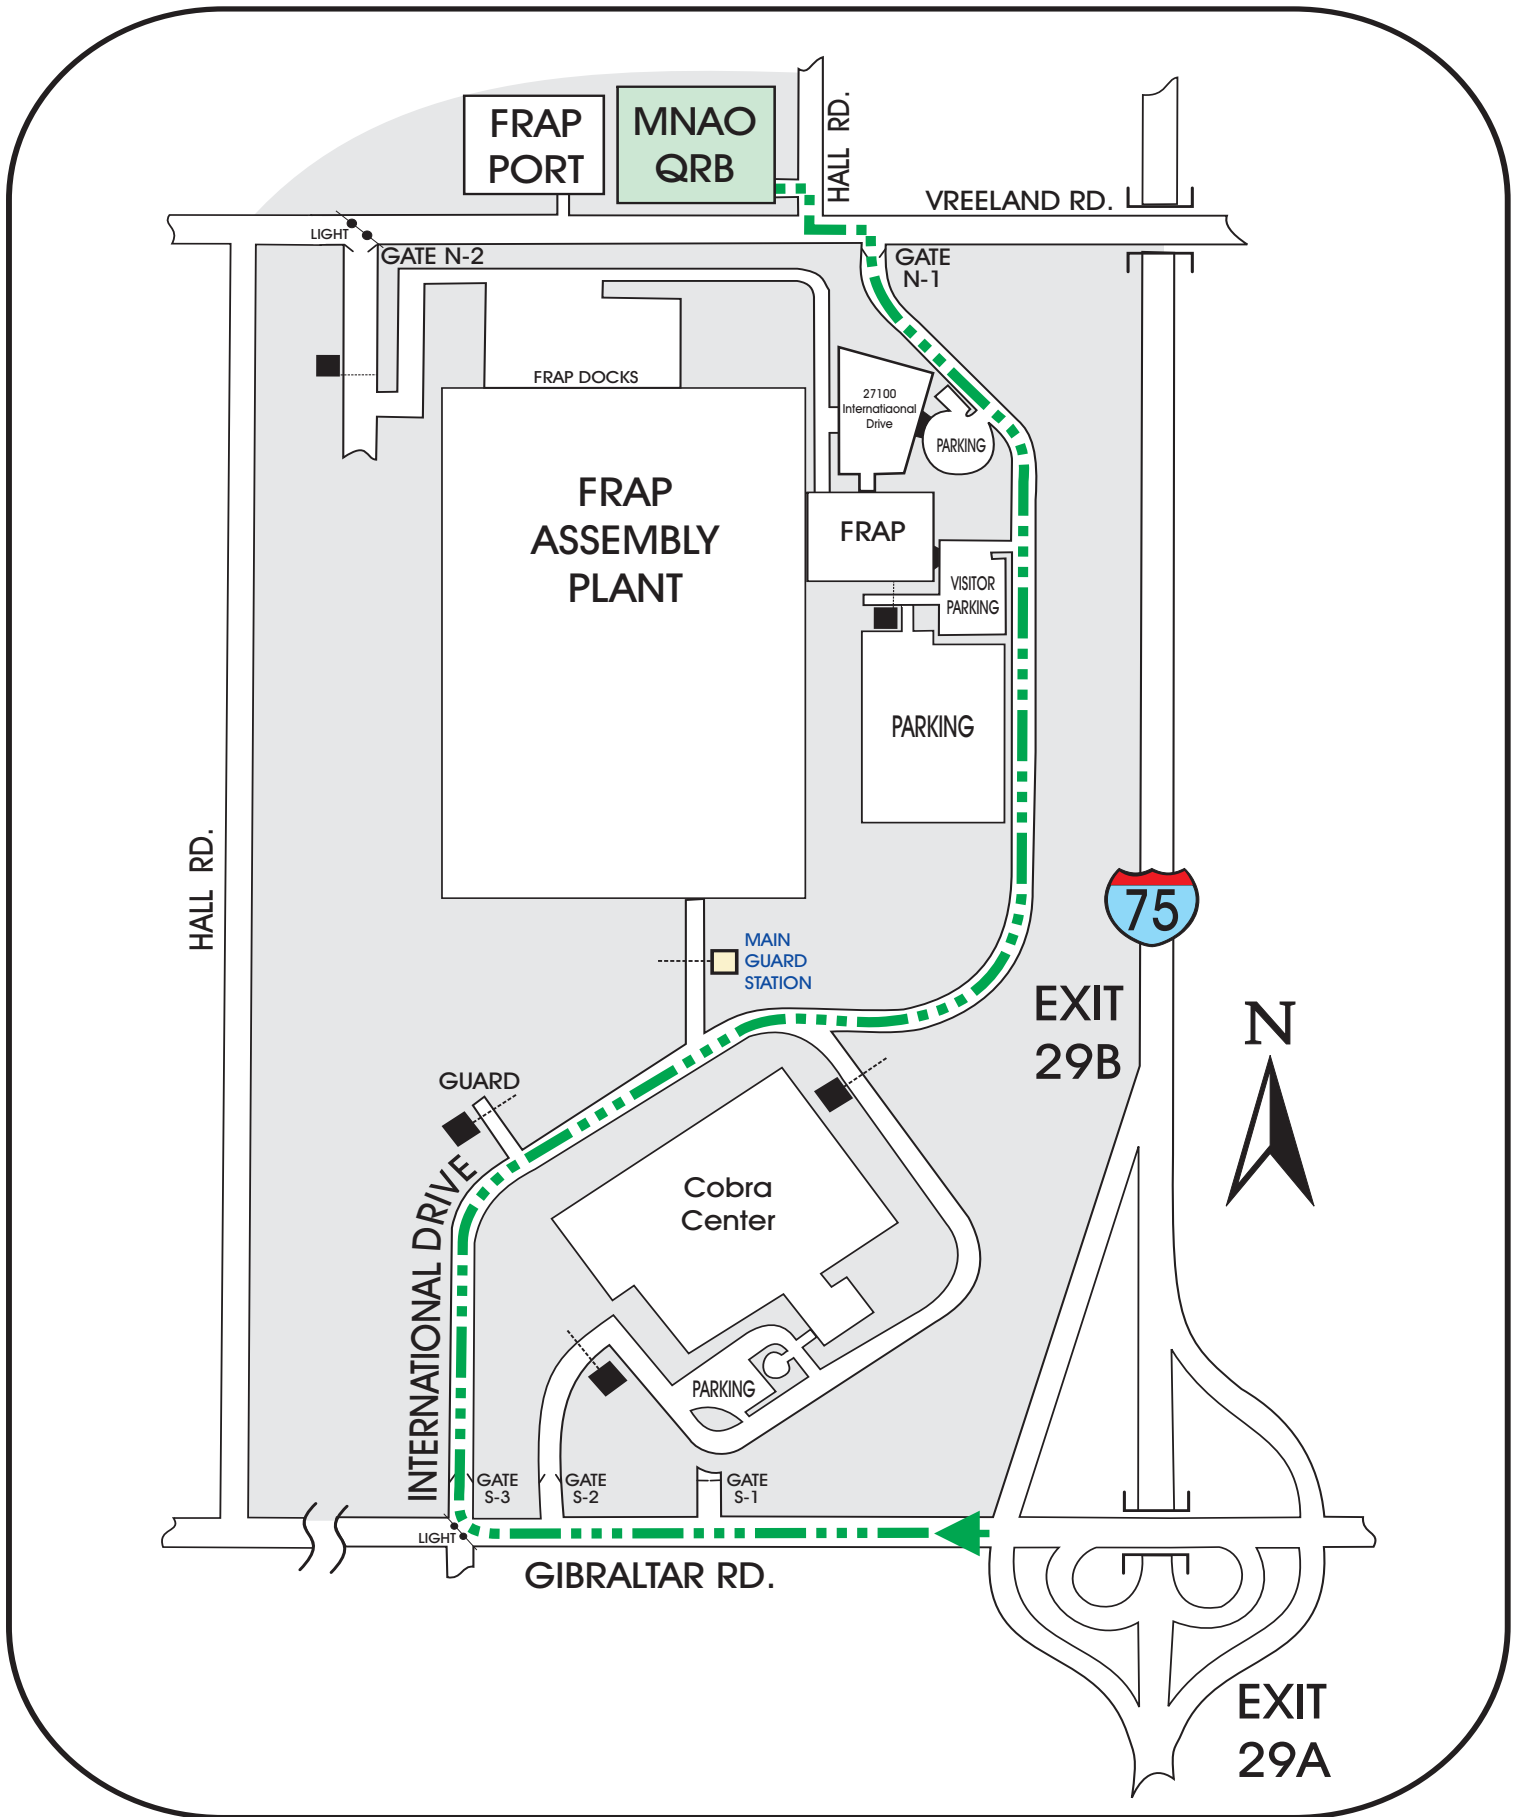 FRAP
PORT
MNAO
QRB
HALL RD.
VREELAND RD.
LIGHT
GATE N-2
GATE
N-1
FRAP DOCKS
27100
Internatiaonal
Drive
PARKING
FRAP
ASSEMBLY
PLANT
FRAP
VISITOR
PARKING
PARKING
HALL RD.
75
MAIN
GUARD
STATION
EXIT
29B
N
GUARD
INTERNATIONAL DRIVE
Cobra
Center
PARKING
GATE
S-3
GATE
S-2
GATE
S-1
LIGHT
GIBRALTAR RD.
EXIT
29A